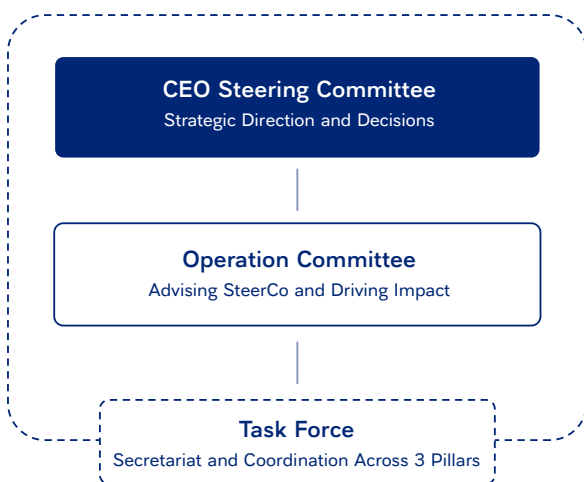 CEO Steering Committee
Strategic Direction and Decisions
Operation Committee
Advising SteerCo and Driving Impact
Task Force
Secretariat and Coordination Across 3 Pillars